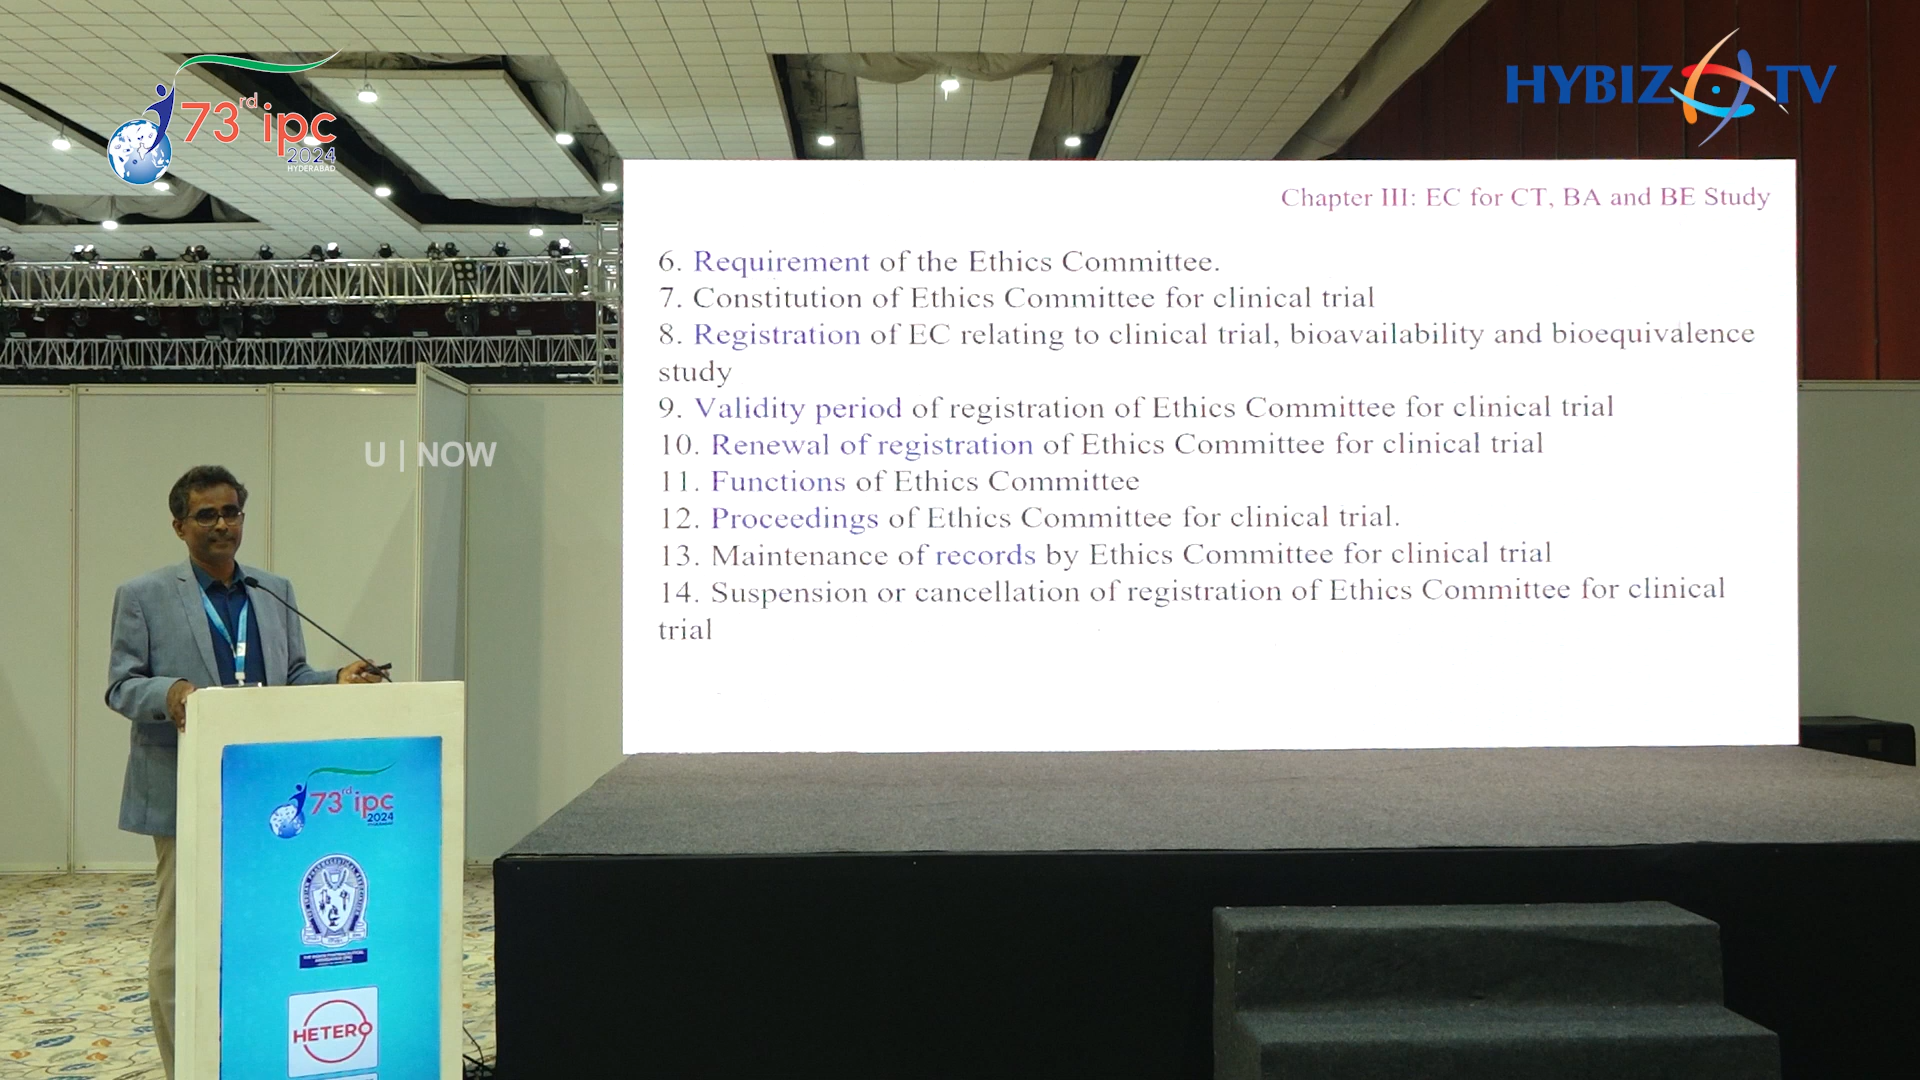 73rd ipc
2024
HYDERABAD
HYBIZ TV
Chapter III: EC for CT, BA and BE Study
6. Requirement of the Ethics Committee.
7. Constitution of Ethics Committee for clinical trial
8. Registration of EC relating to clinical trial, bioavailability and bioequivalence
study
9. Validity period of registration of Ethics Committee for clinical trial
10. Renewal of registration of Ethics Committee for clinical trial
11. Functions of Ethics Committee
12. Proceedings of Ethics Committee for clinical trial.
13. Maintenance of records by Ethics Committee for clinical trial
14. Suspension or cancellation of registration of Ethics Committee for clinical
trial
U | NOW
73rd ipc
2024
THE INDIAN PHARMACEUTICAL
ASSOCIATION
HETERO